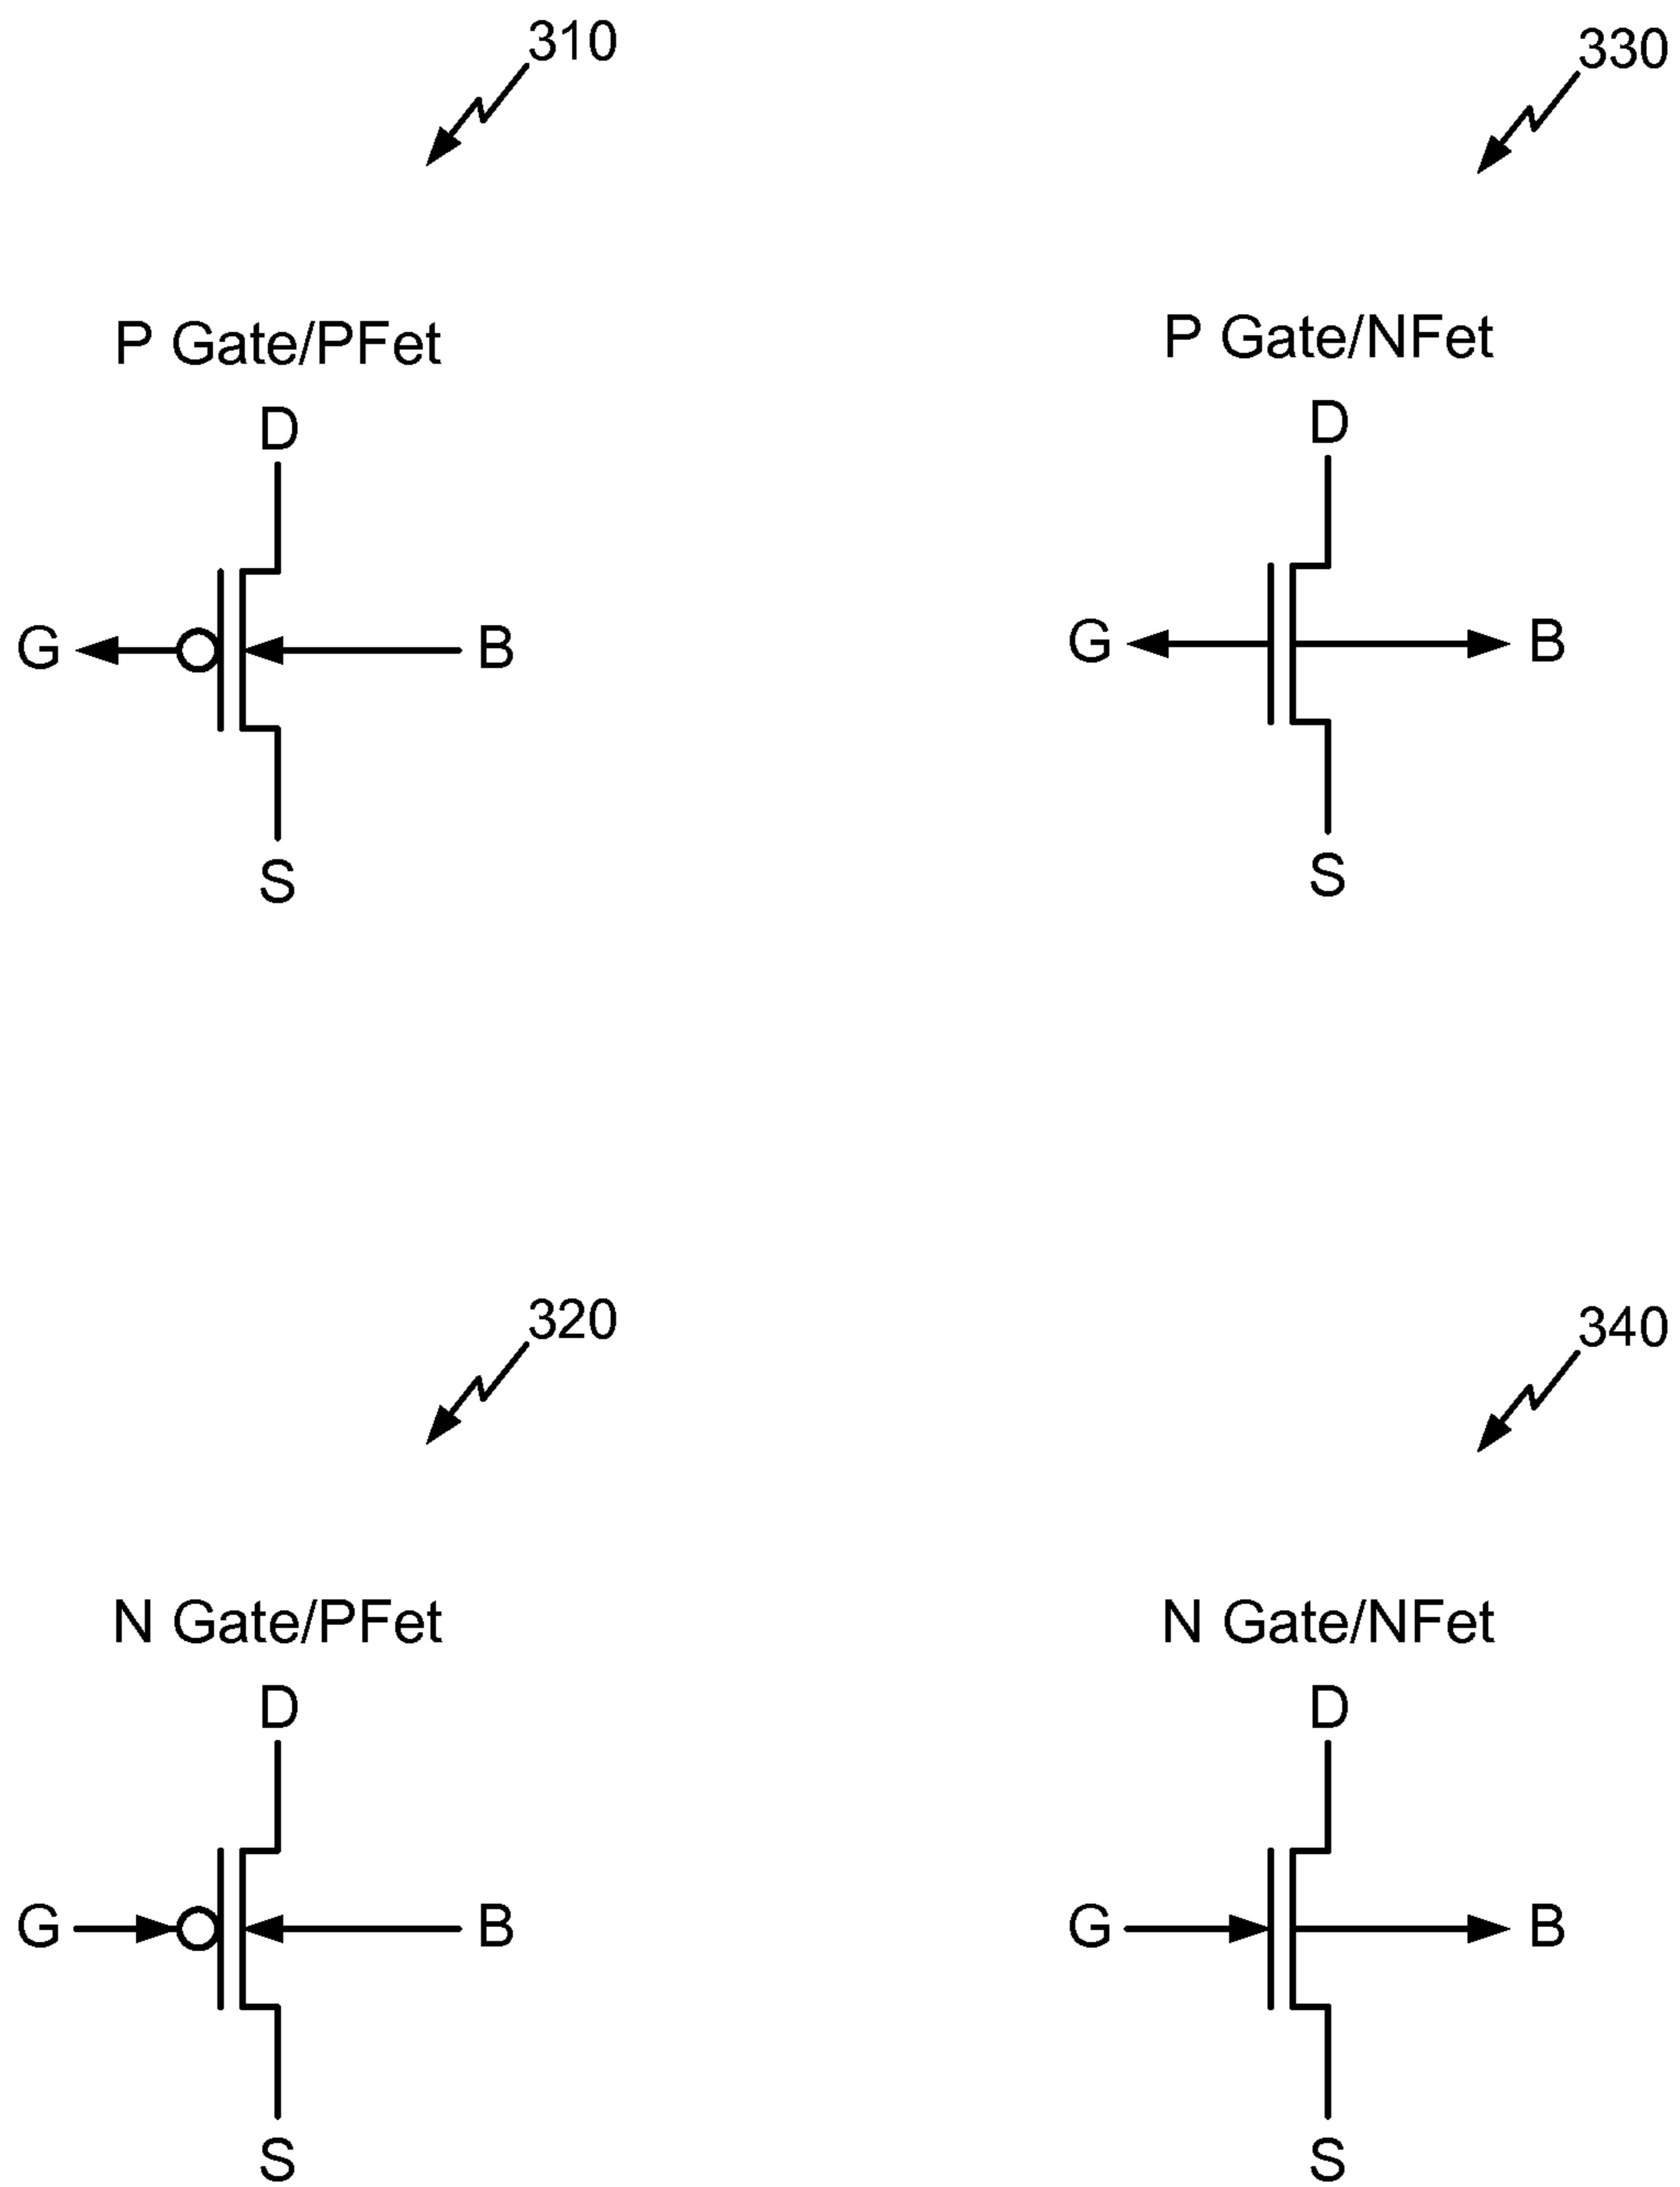 310
P Gate/PFet
D
G
B
S
330
P Gate/NFet
D
G
B
S
320
N Gate/PFet
D
G
B
S
340
N Gate/NFet
D
G
B
S